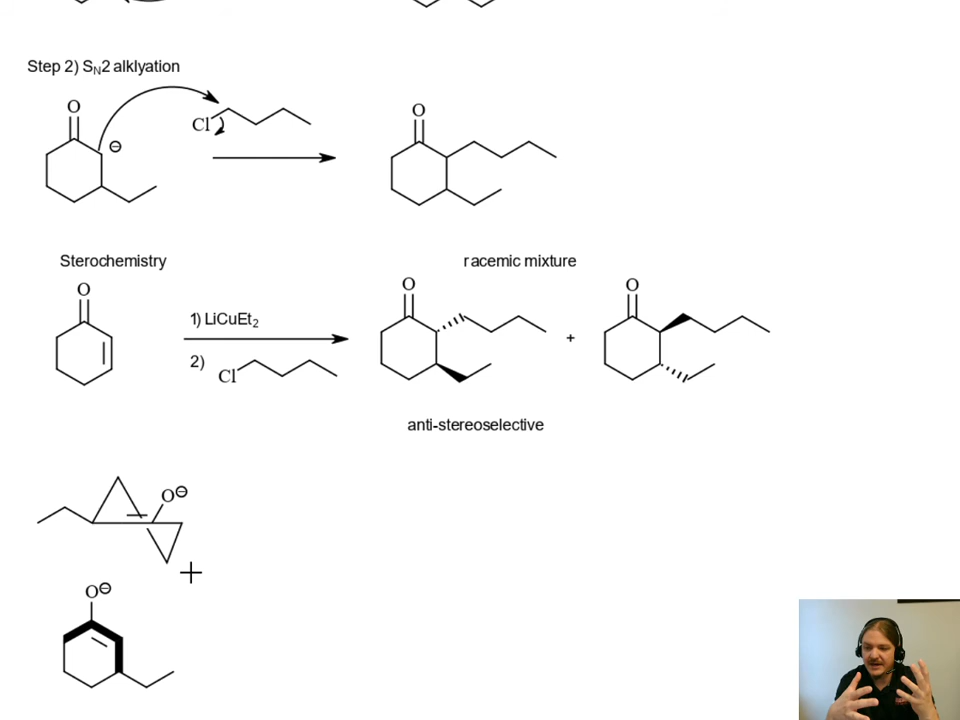 Step 2) SN2 alklyation
O
Cl
⊖
O
Sterochemistry
racemic mixture
O
1) LiCuEt2
2)
Cl
O
+
O
anti-stereoselective
O⊖
+
O⊖